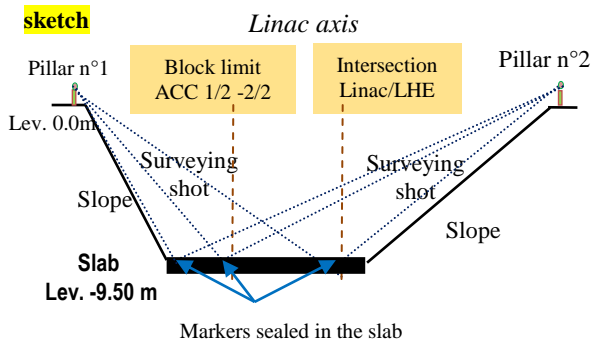 sketch
Linac axis
Pillar n°1
Block limit
ACC 1/2 -2/2
Intersection
Linac/LHE
Pillar n°2
Lev. 0.0m
Surveying
shot
Surveying
shot
Slope
Slope
Slab
Lev. -9.50 m
Markers sealed in the slab